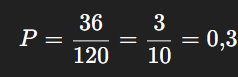 P = 36/120 = 3/10 = 0,3